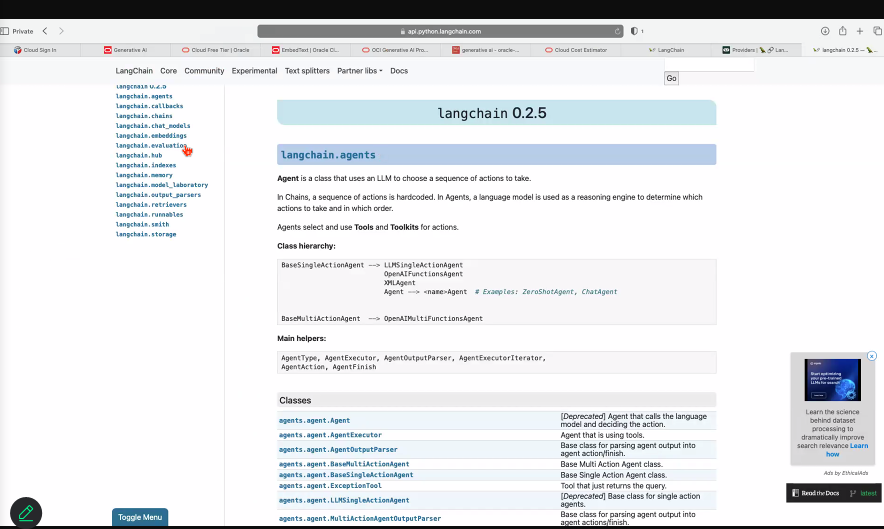 Private
api.python.langchain.com
1
Cloud Sign In
Generative AI
Cloud Free Tier | Oracle
EmbedText | Oracle Cl...
OCI Generative AI Pro...
generative ai - oracle-...
Cloud Cost Estimator
LangChain
Providers | 🦜️🔗 Lan...
langchain 0.2.5 — 🦜...
LangChain
Core
Community
Experimental
Text splitters
Partner libs
Docs
Go
langchain 0.2.5
langchain.agents
langchain.callbacks
langchain.chains
langchain.chat_models
langchain.embeddings
langchain.evaluation
langchain.hub
langchain.indexes
langchain.memory
langchain.model_laboratory
langchain.output_parsers
langchain.retrievers
langchain.runnables
langchain.smith
langchain.storage
langchain 0.2.5
langchain.agents
Agent is a class that uses an LLM to choose a sequence of actions to take.
In Chains, a sequence of actions is hardcoded. In Agents, a language model is used as a reasoning engine to determine which
actions to take and in which order.
Agents select and use Tools and Toolkits for actions.
Class hierarchy:
BaseSingleActionAgent --> LLMSingleActionAgent
OpenAIFunctionsAgent
XMLAgent
Agent --> <name>Agent # Examples: ZeroShotAgent, ChatAgent
BaseMultiActionAgent --> OpenAIMultiFunctionsAgent
Main helpers:
AgentType, AgentExecutor, AgentOutputParser, AgentExecutorIterator,
AgentAction, AgentFinish
Classes
agents.agent.Agent
[Deprecated] Agent that calls the language
model and deciding the action.
agents.agent.AgentExecutor
Agent that is using tools.
agents.agent.AgentOutputParser
Base class for parsing agent output into
agent action/finish.
agents.agent.BaseMultiActionAgent
Base Multi Action Agent class.
agents.agent.BaseSingleActionAgent
Base Single Action Agent class.
agents.agent.ExceptionTool
Tool that just returns the query.
agents.agent.LLMSingleActionAgent
[Deprecated] Base class for single action
agents.
agents.agent.MultiActionAgentOutputParser
Base class for parsing agent output into
agent actions/finish.
Toggle Menu
Start optimizing
your pre-trained
LLMs for search
Learn the science
behind dataset
processing to
dramatically improve
search relevance Learn
how
Ads by EthicalAds
Read the Docs
latest